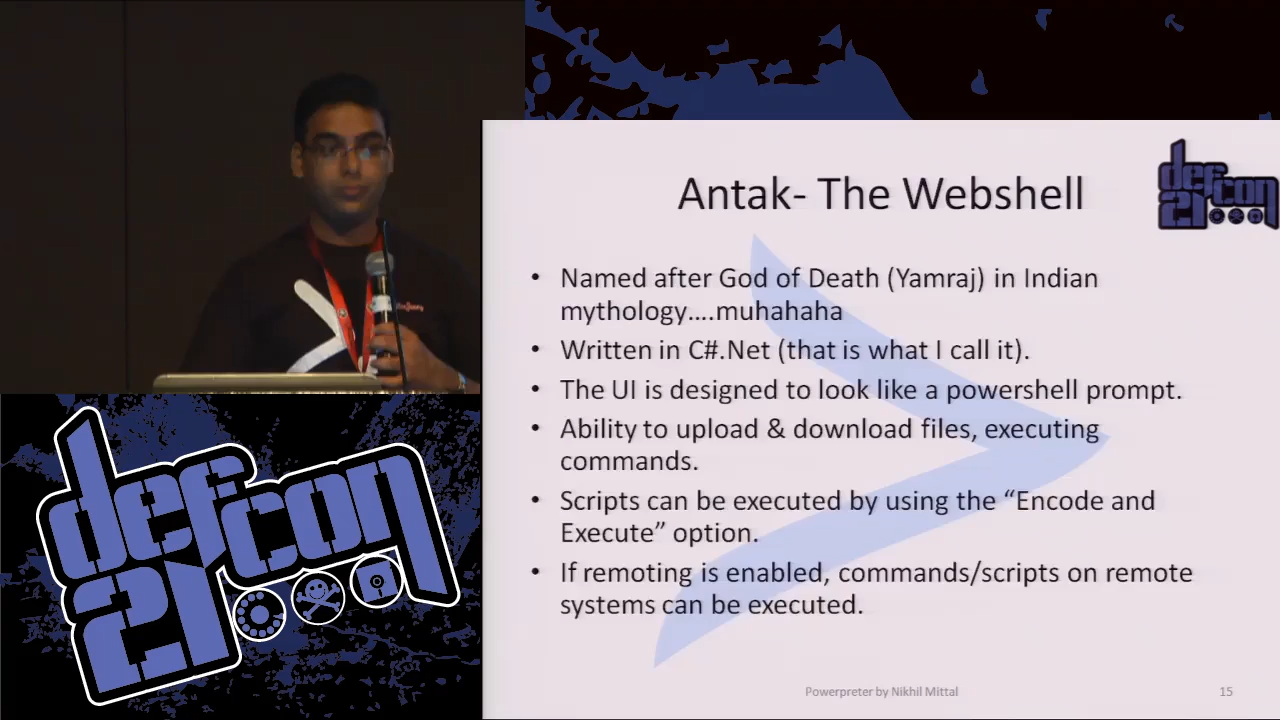 Antak- The Webshell
defcon
21
• Named after God of Death (Yamraj) in Indian
mythology....muhahaha
• Written in C#.Net (that is what I call it).
• The UI is designed to look like a powershell prompt.
• Ability to upload & download files, executing
commands.
• Scripts can be executed by using the “Encode and
Execute” option.
• If remoting is enabled, commands/scripts on remote
systems can be executed.
Powerpreter by Nikhil Mittal
15
defcon
21